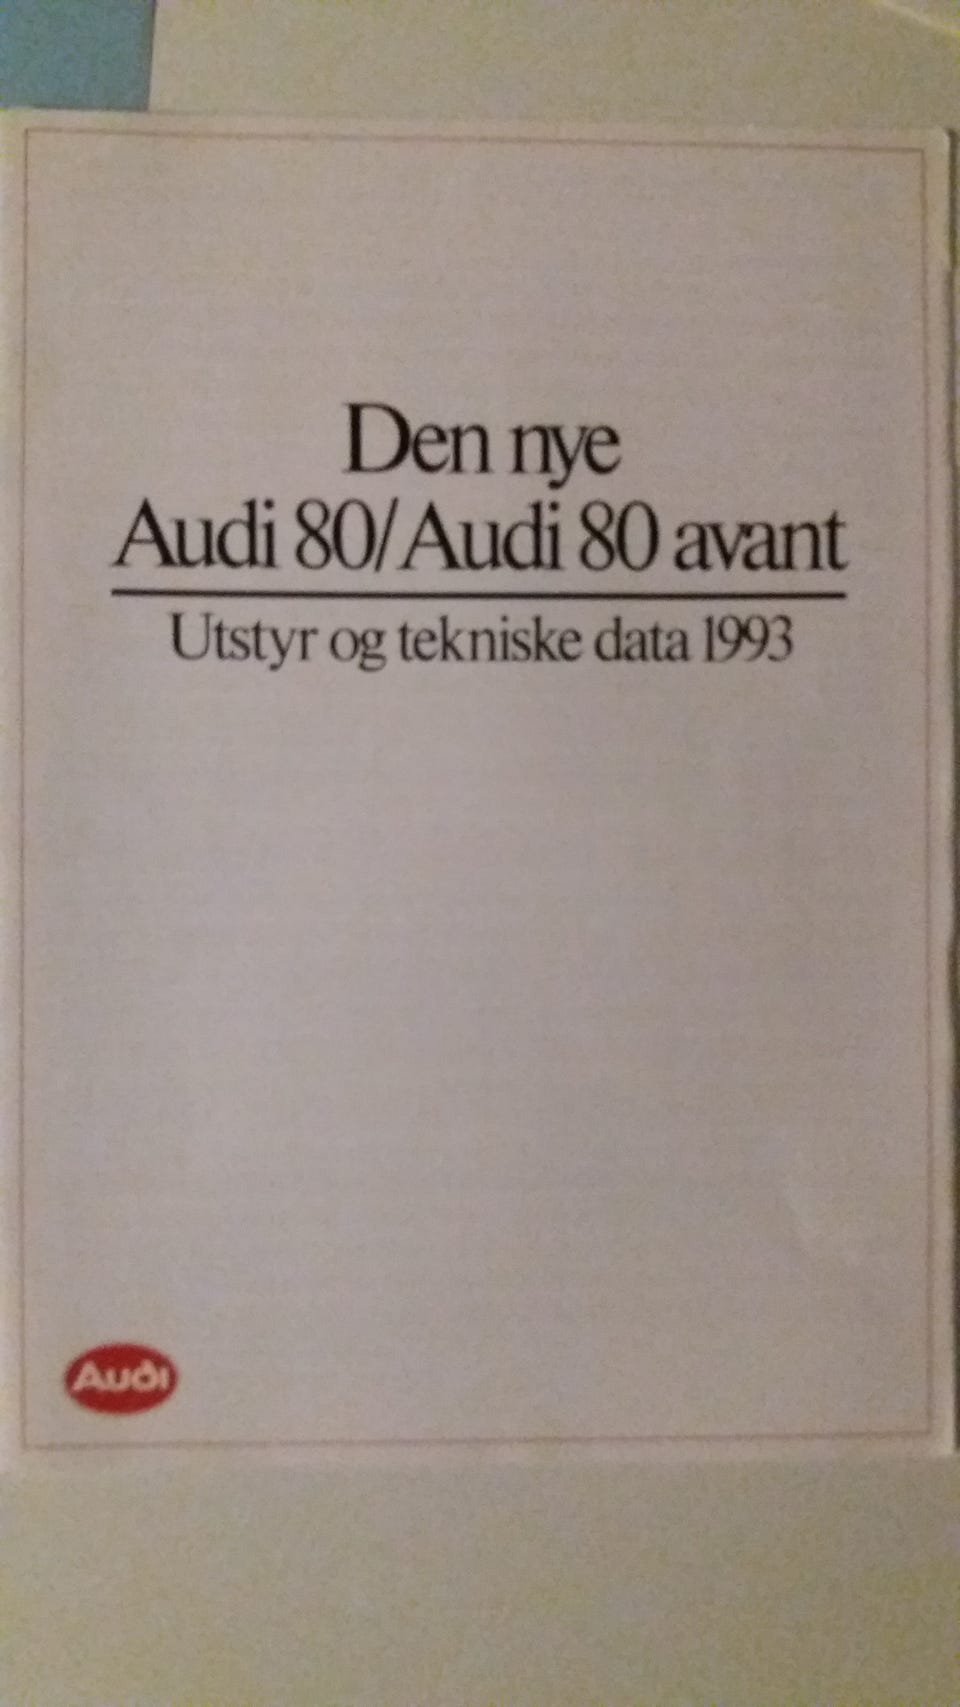 Den nye
Audi 80/Audi 80 avant
Utstyr og tekniske data 1993
Audi